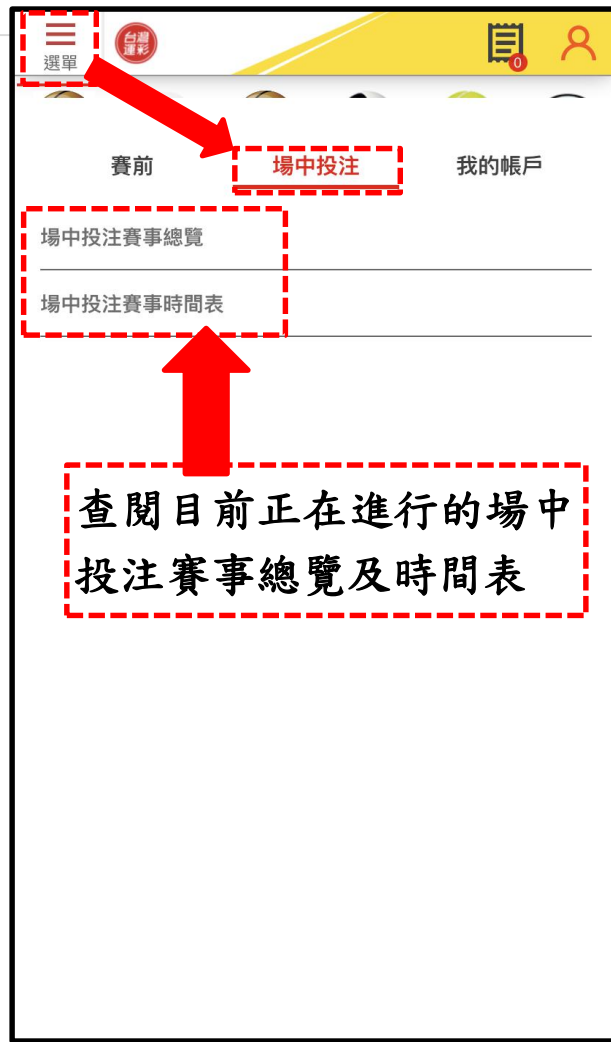 選單
台灣
運彩
0
賽前
場中投注
我的帳戶
場中投注賽事總覽
場中投注賽事時間表
查閱目前正在進行的場中
投注賽事總覽及時間表